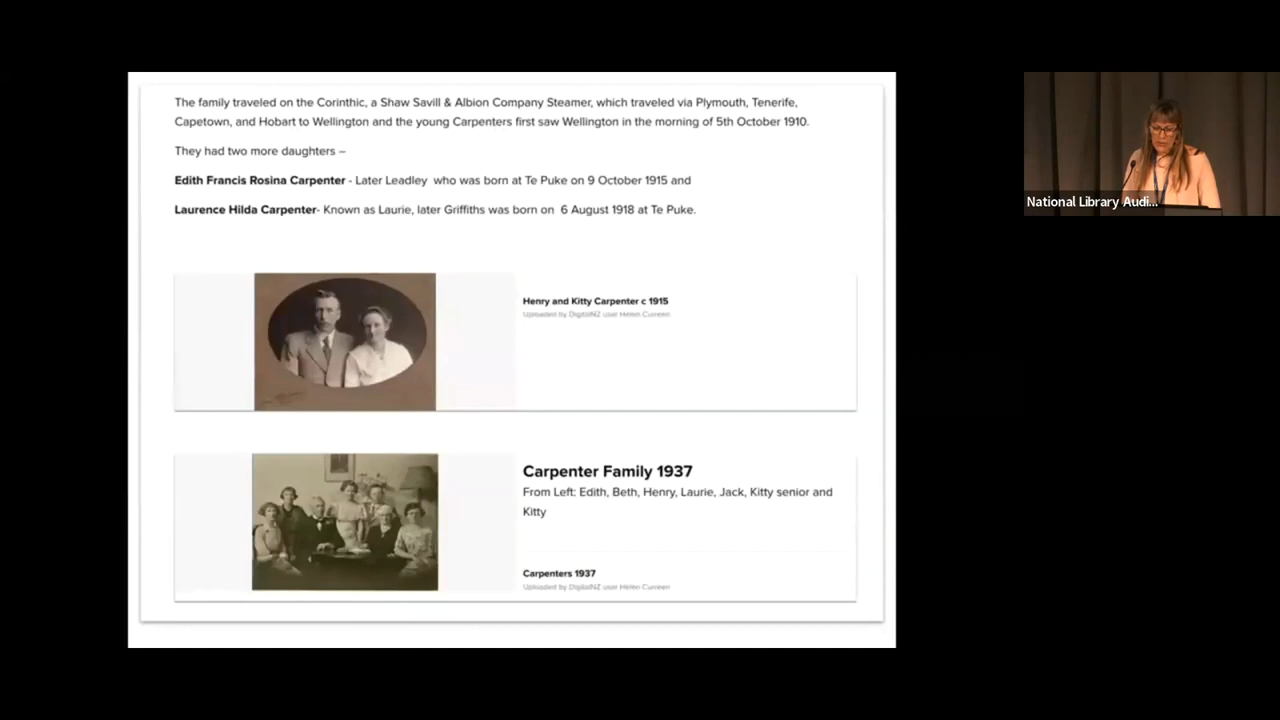 The family traveled on the Corinthic, a Shaw Savill & Albion Company Steamer, which traveled via Plymouth, Tenerife,
Capetown, and Hobart to Wellington and the young Carpenters first saw Wellington in the morning of 5th October 1910.
They had two more daughters –
Edith Francis Rosina Carpenter - Later Leadley who was born at Te Puke on 9 October 1915 and
Laurence Hilda Carpenter- Known as Laurie, later Griffiths was born on 6 August 1918 at Te Puke.
Henry and Kitty Carpenter c 1915
Uploaded by DigitalNZ user Helen Curreen
Carpenter Family 1937
From Left: Edith, Beth, Henry, Laurie, Jack, Kitty senior and
Kitty
Carpenters 1937
Uploaded by DigitalNZ user Helen Curreen
National Library Audi...